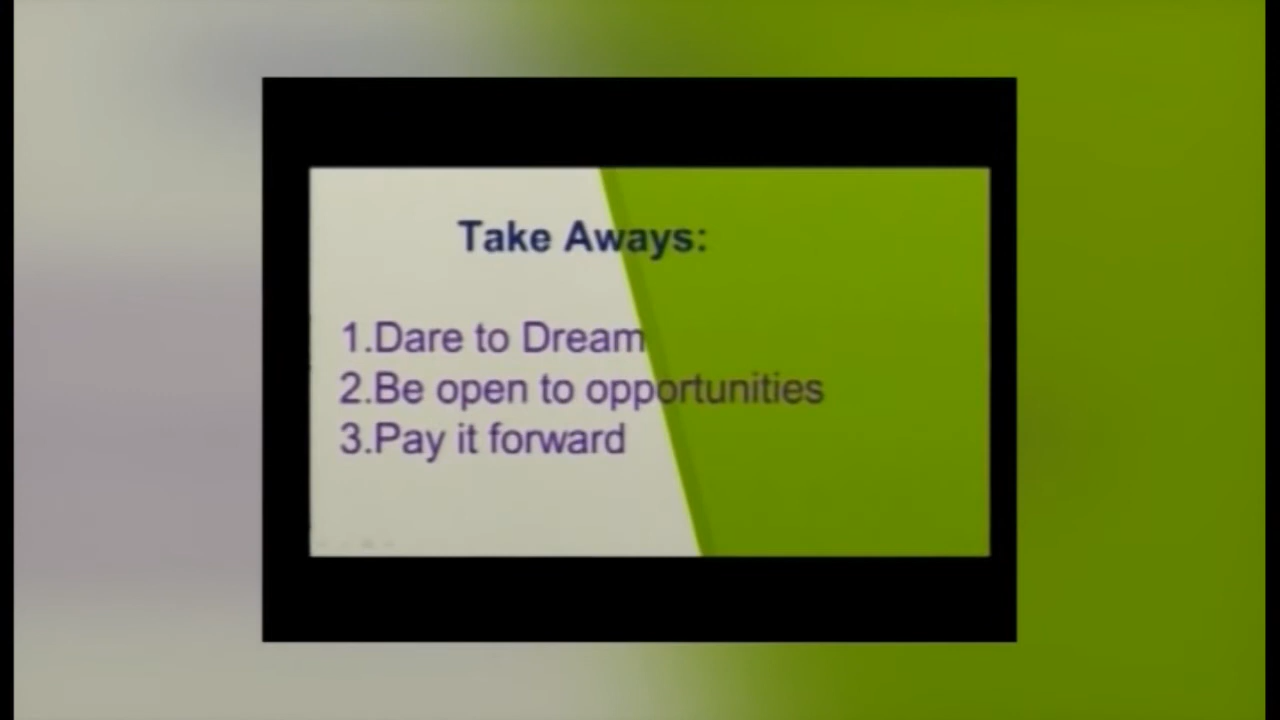 Take Aways:
1.Dare to Dream
2.Be open to opportunities
3.Pay it forward